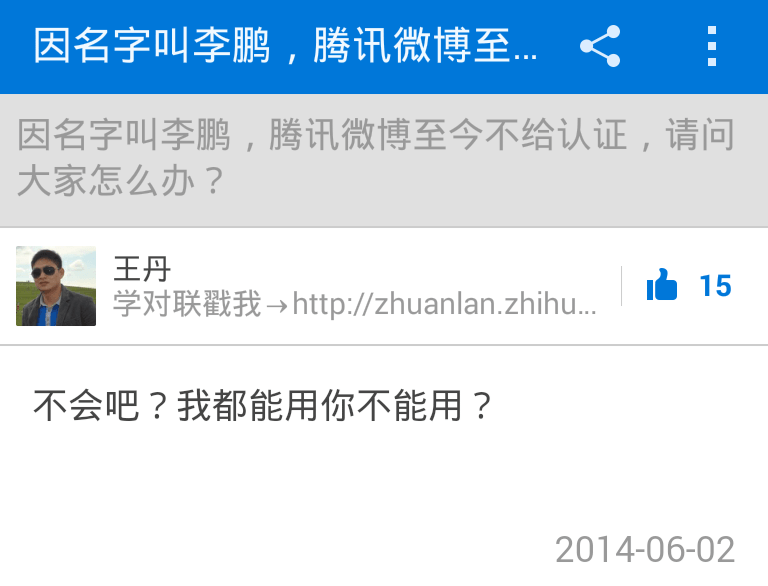 因名字叫李鹏，腾讯微博至...
因名字叫李鹏，腾讯微博至今不给认证，请问
大家怎么办？
王丹
学对联戳我→http://zhuanlan.zhihu...
15
不会吧？我都能用你不能用？
2014-06-02